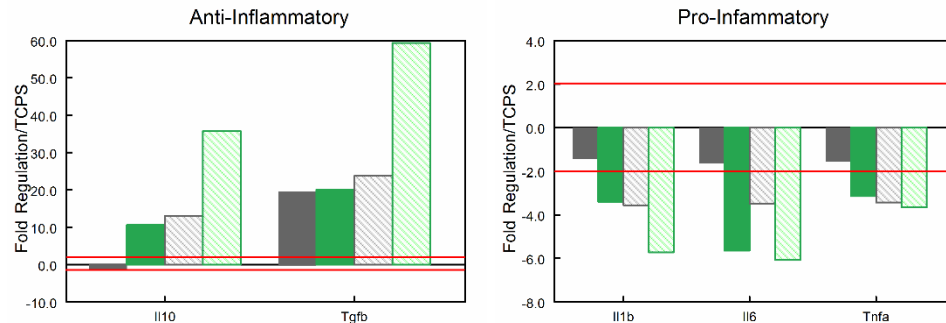 Anti-Inflammatory
Fold Regulation/TCPS
60.0
50.0
40.0
30.0
20.0
10.0
0.0
-10.0
Il10
Tgfb
Pro-Infammatory
Fold Regulation/TCPS
4.0
2.0
0.0
-2.0
-4.0
-6.0
-8.0
Il1b
Il6
Tnfa